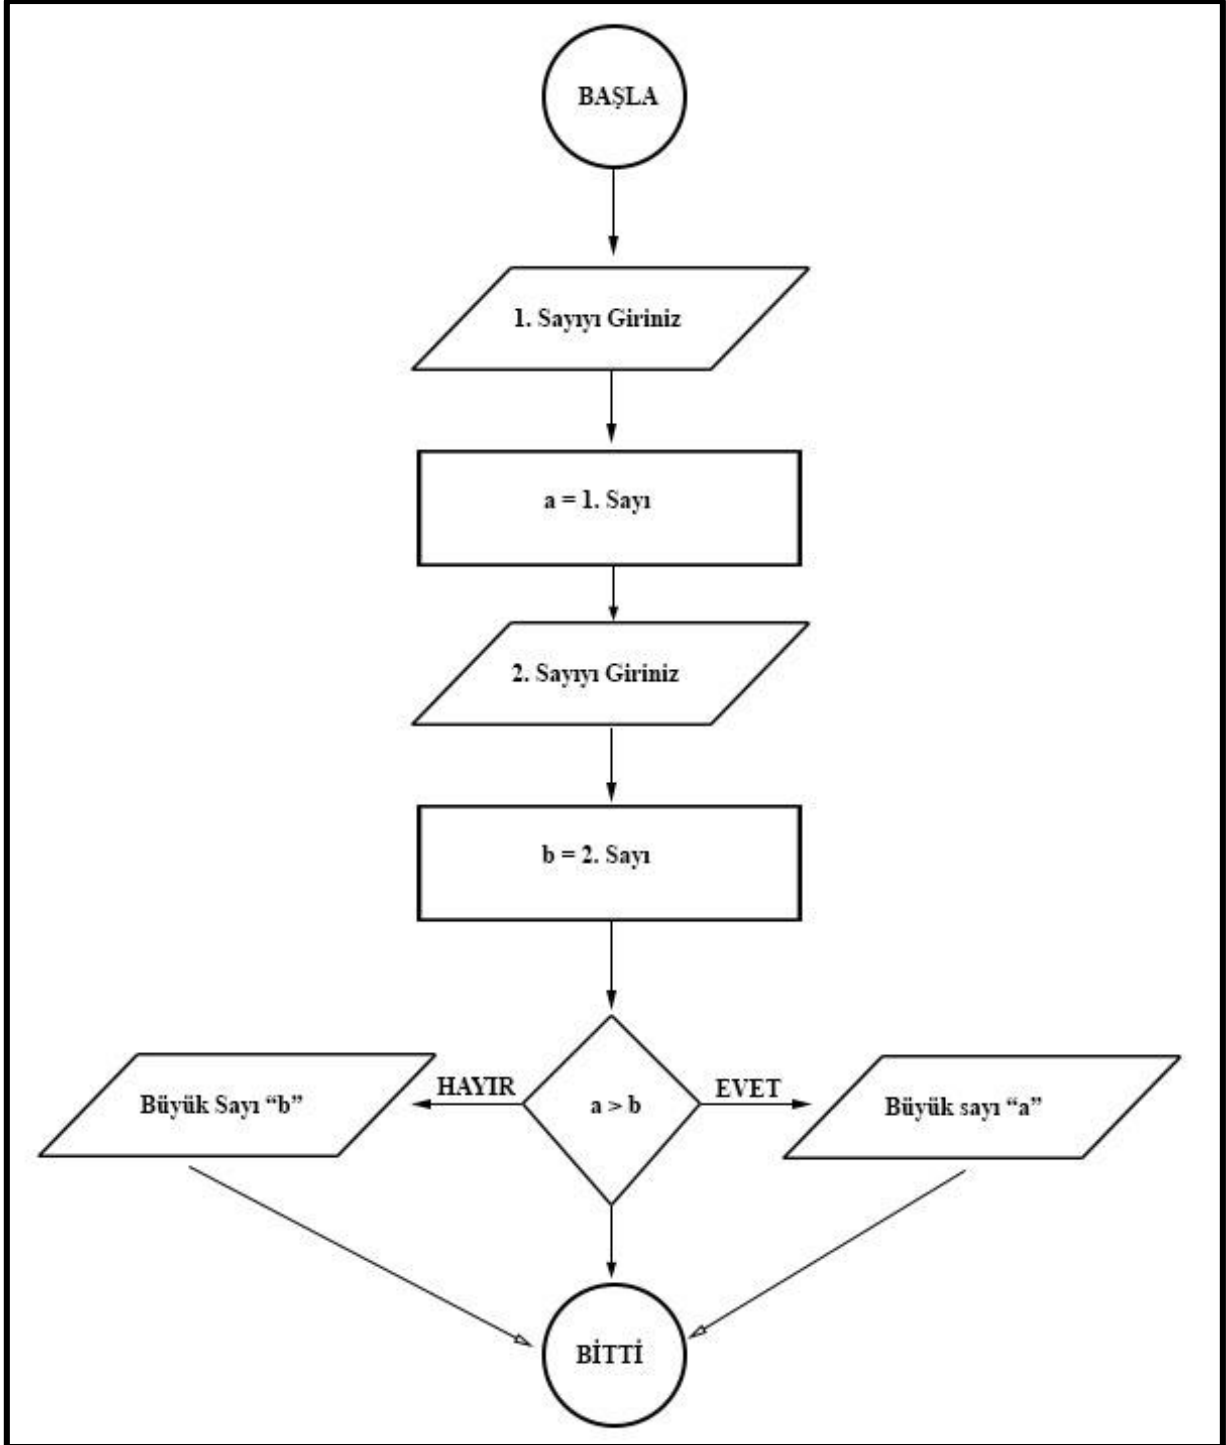 BAŞLA
1. Sayıyı Giriniz
a = 1. Sayı
2. Sayıyı Giriniz
b = 2. Sayı
HAYIR
EVET
Büyük Sayı “b”
a > b
Büyük sayı “a”
BİTTİ